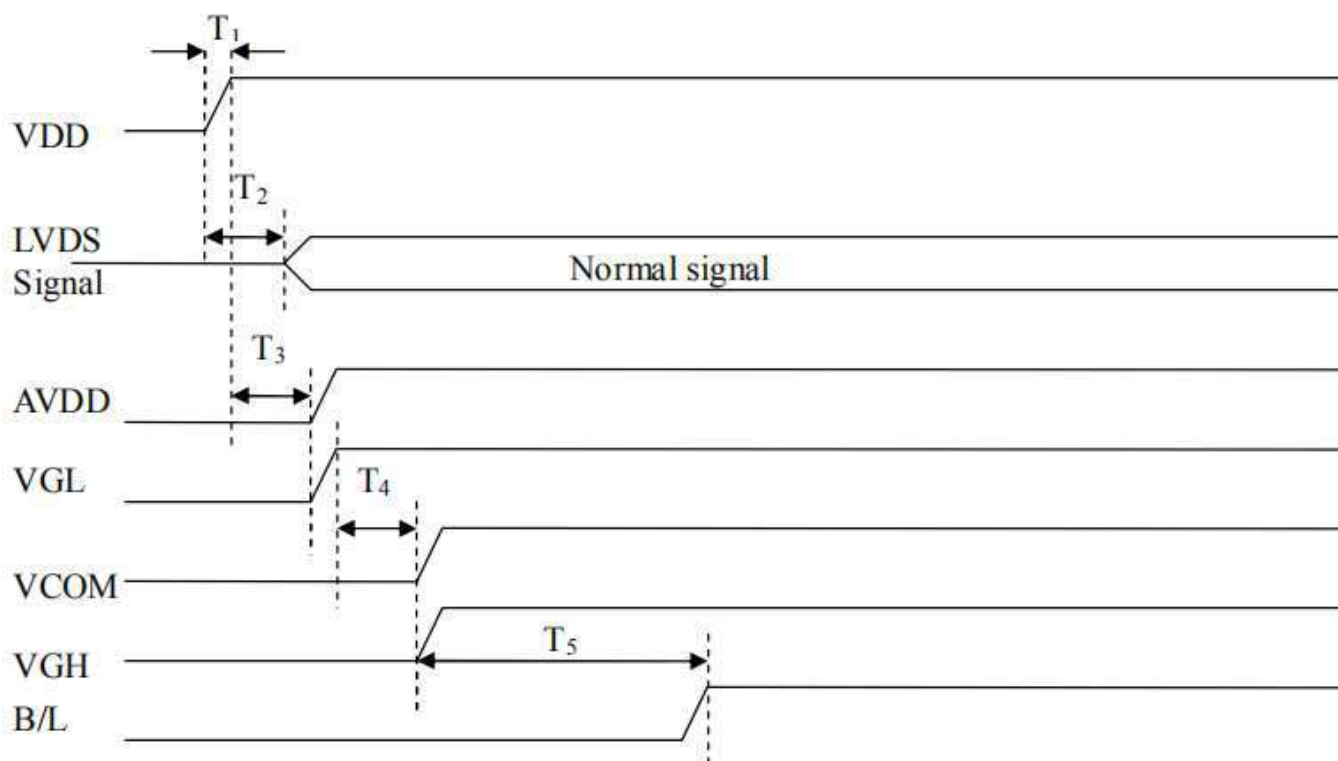 T₁
VDD
T₂
LVDS
Signal
Normal signal
T₃
AVDD
VGL
T₄
VCOM
VGH
T₅
B/L